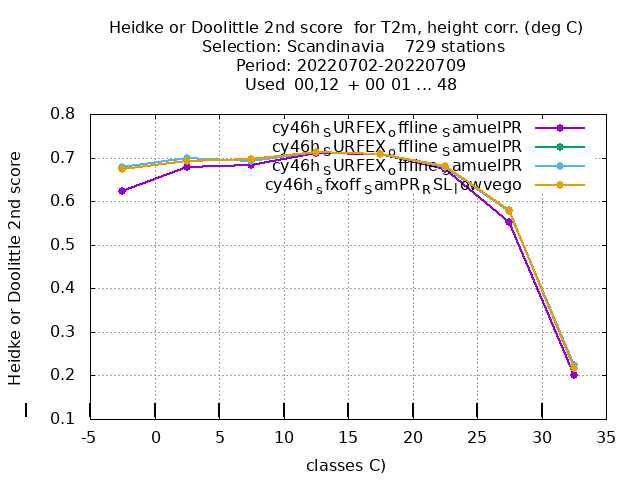 Heidke or Doolittle 2nd score for T2m, height corr. (deg C)
Selection: Scandinavia 729 stations
Period: 20220702-20220709
Used 00,12 + 00 01 ... 48
Heidke or Doolittle 2nd score
0.8
0.7
0.6
0.5
0.4
0.3
0.2
0.1
cy46h_SURFEX_offline_SamuelPR
cy46h_SURFEX_offline_SamuelPR
cy46h_SURFEX_offline_SamuelPR
cy46h_sfxoff_SamPR_RSL_lowvego
-5 0 5 10 15 20 25 30 35
classes C)